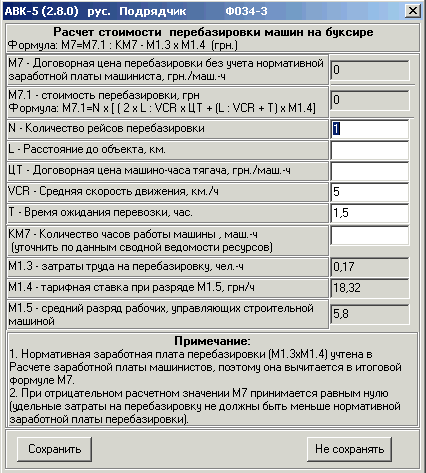 АВК-5 (2.8.0) рус. Подрядчик Ф034-3
Расчет стоимости перебазировки машин на буксире
Формула: М7=М7.1 : КМ7 - М1.3 х М1.4 (грн.)
М7 - Договорная цена перебазировки без учета нормативной
заработной платы машиниста, грн./маш.-ч
0
М7.1 - стоимость перебазировки, грн
Формула: М7.1=N x [ ( 2 x L : VCR x ЦТ + (L : VCR + T) x М1.4]
0
N - Количество рейсов перебазировки
1
L - Расстояние до объекта, км.
ЦТ - Договорная цена машино-часа тягача, грн./маш.-ч
VCR - Средняя скорость движения, км./ч
5
Т - Время ожидания перевозки, час.
1,5
КМ7 - Количество часов работы машины , маш.-ч
(уточнить по данным сводной ведомости ресурсов)
М1.3 - затраты труда на перебазировку, чел.-ч
0,17
М1.4 - тарифная ставка при разряде М1.5, грн/ч
18,32
М1.5 - средний разряд рабочих, управляющих строительной
машиной
5,8
Примечание:
1. Нормативная заработная плата перебазировки (М1.3хМ1.4) учтена в
Расчете заработной платы машинистов, поэтому она вычитается в итоговой
формуле М7.
2. При отрицательном расчетном значении М7 принимается равным нулю
(удельные затраты на перебазировку не должны быть меньше нормативной
заработной платы перебазировки).
Сохранить
Не сохранять